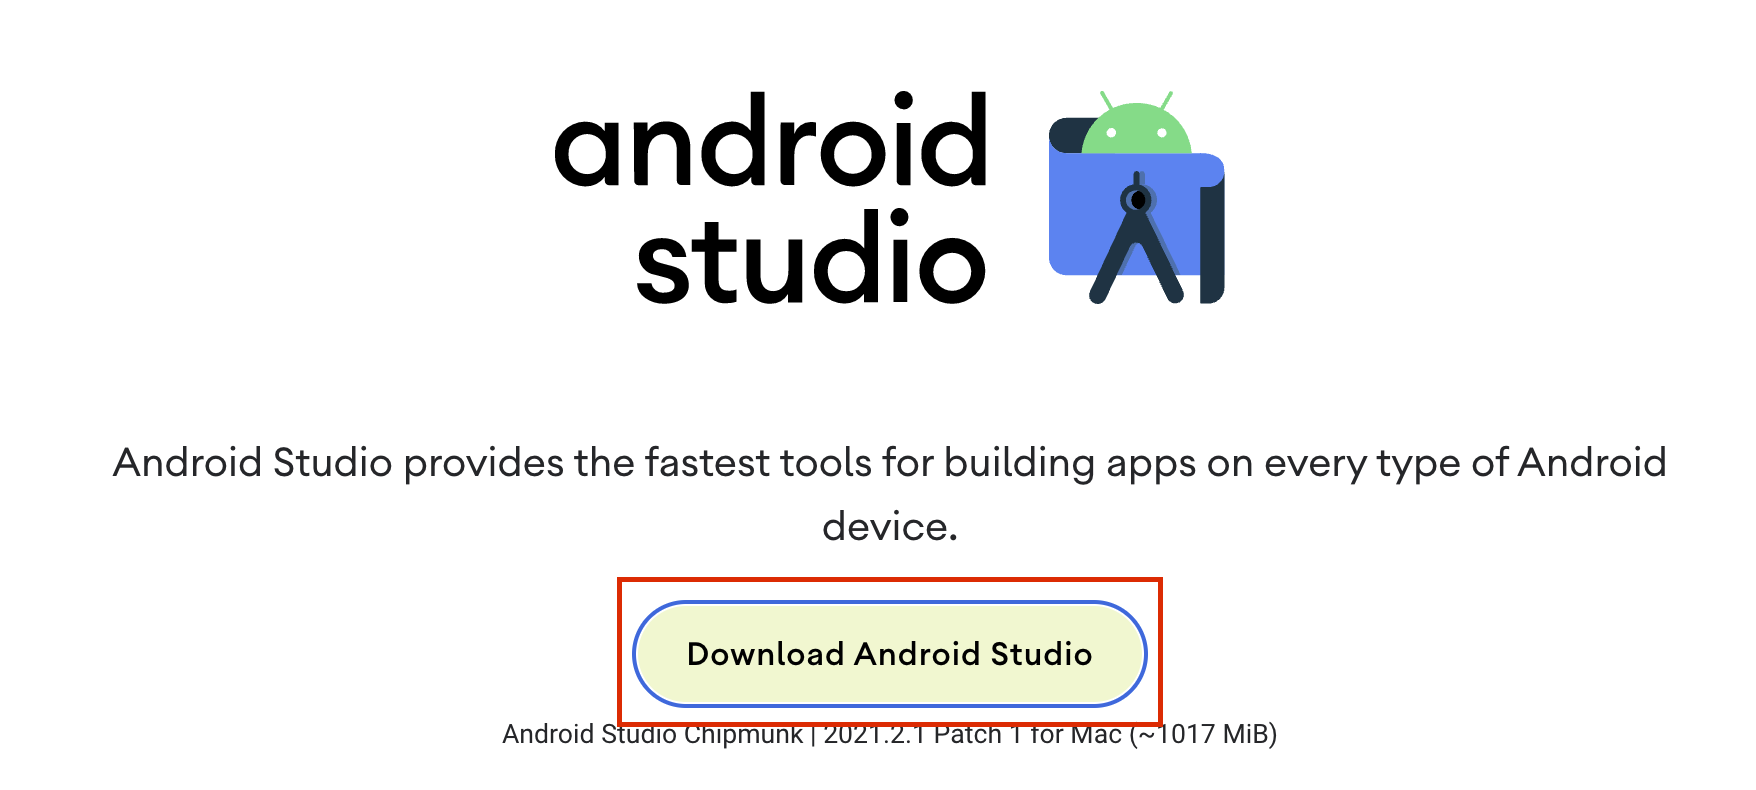 android
studio
Android Studio provides the fastest tools for building apps on every type of Android
device.
Download Android Studio
Android Studio Chipmunk | 2021.2.1 Patch 1 for Mac (~1017 MiB)